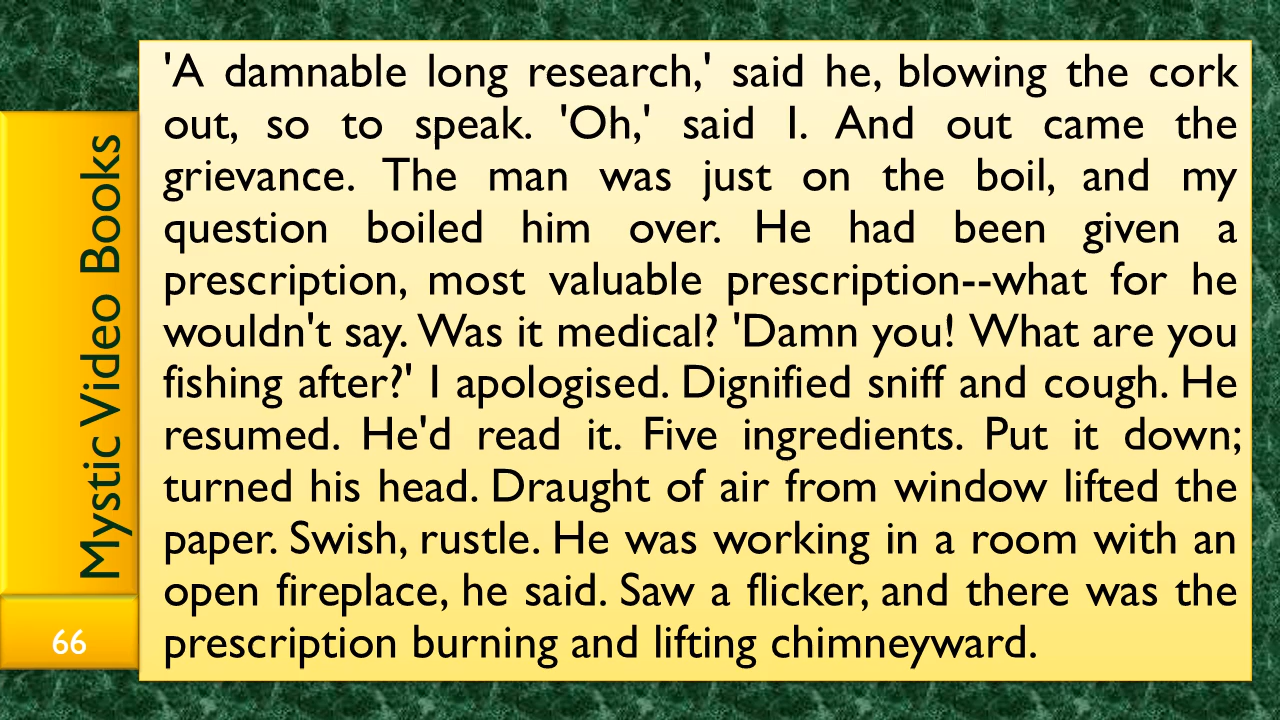 'A damnable long research,' said he, blowing the cork
out, so to speak. 'Oh,' said I. And out came the
grievance. The man was just on the boil, and my
question boiled him over. He had been given a
prescription, most valuable prescription--what for he
wouldn't say. Was it medical? 'Damn you! What are you
fishing after?' I apologised. Dignified sniff and cough. He
resumed. He'd read it. Five ingredients. Put it down;
turned his head. Draught of air from window lifted the
paper. Swish, rustle. He was working in a room with an
open fireplace, he said. Saw a flicker, and there was the
prescription burning and lifting chimneyward.
Mystic Video Books
66